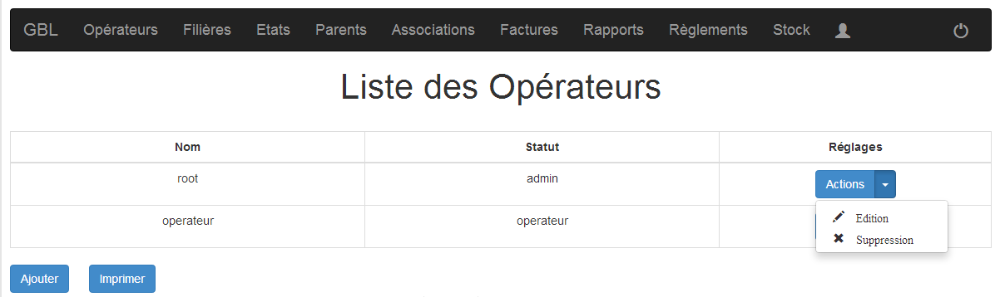 GBL Opérateurs Filières Etats Parents Associations Factures Rapports Règlements Stock
Liste des Opérateurs
Nom Statut Réglages
root admin Actions
operateur operateur
Edition
Suppression
Ajouter Imprimer